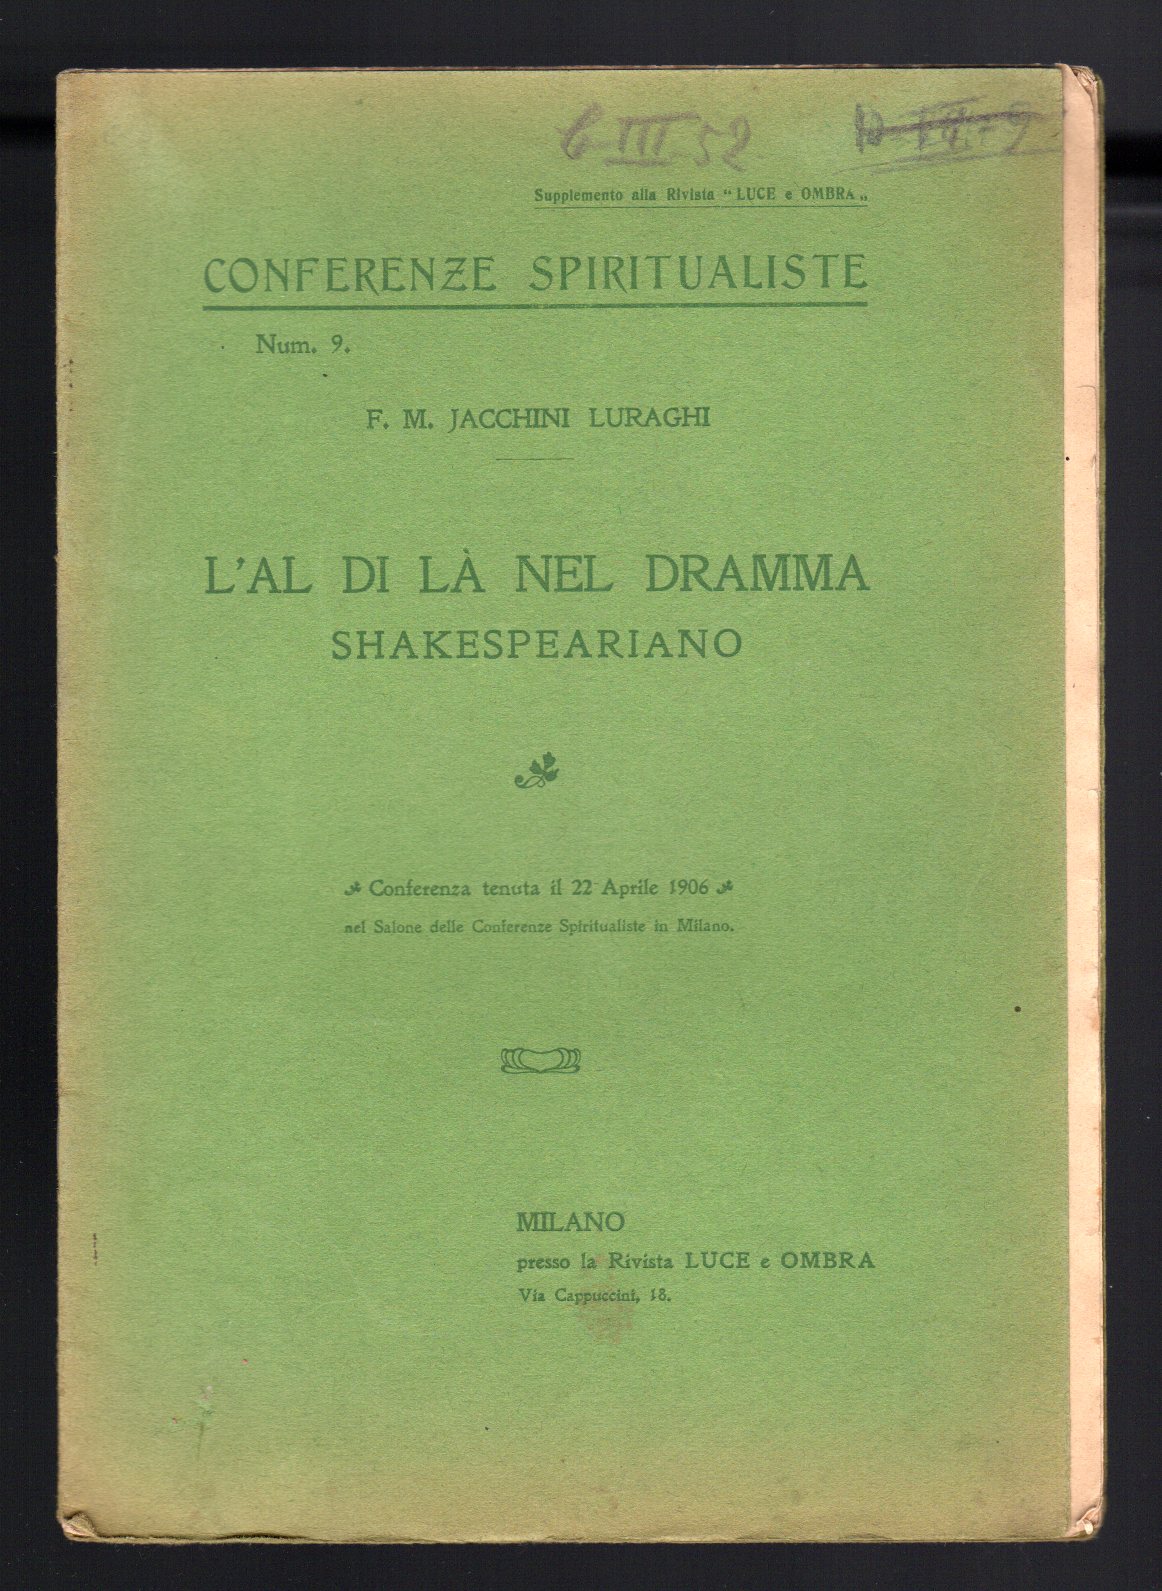 6 III 52
Supplemento alla Rivista “ LUCE e OMBRA „
CONFERENZE SPIRITUALISTE
Num. 9.
F. M. JACCHINI LURAGHI
L'AL DI LÀ NEL DRAMMA
SHAKESPEARIANO
Conferenza tenuta il 22 Aprile 1906
nel Salone delle Conferenze Spiritualiste in Milano.
MILANO
presso la Rivista LUCE e OMBRA
Via Cappuccini, 18.